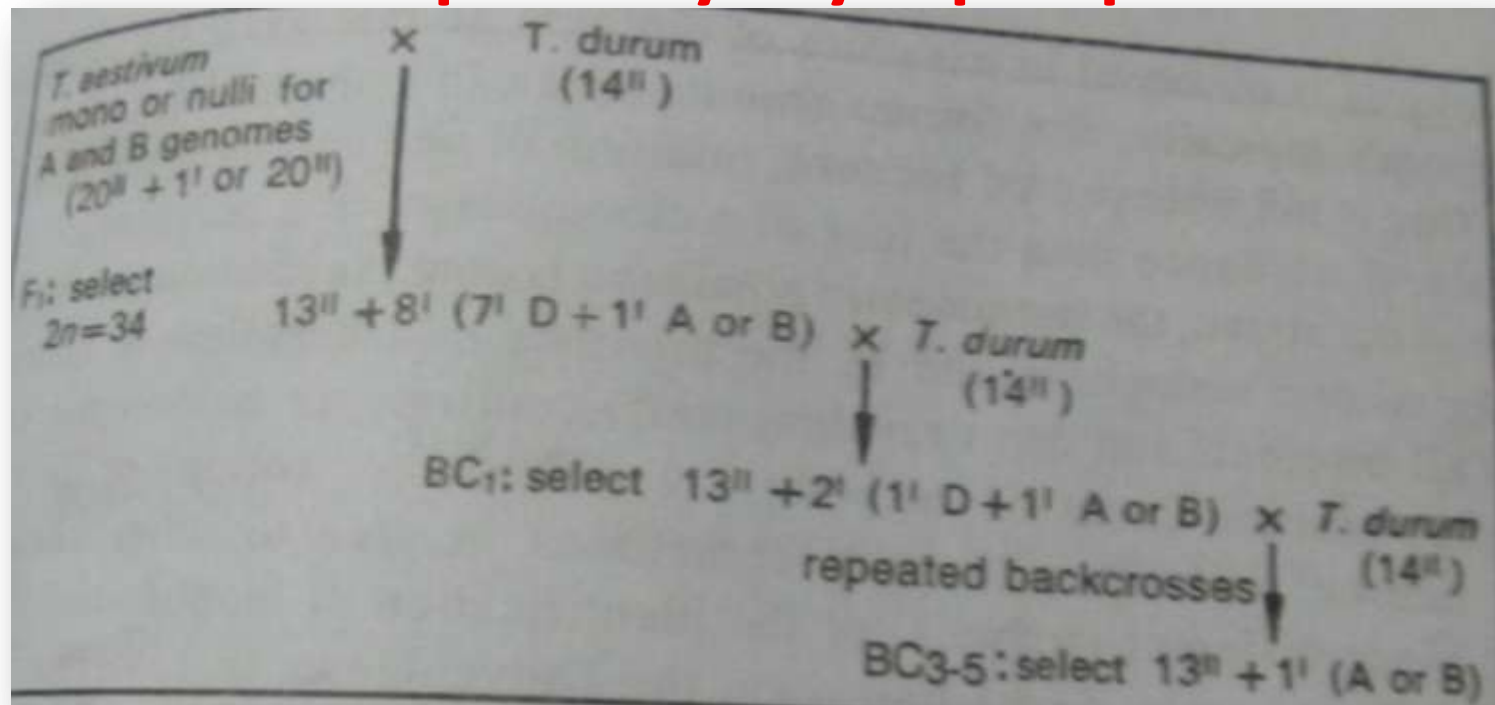 T. aestivum × T. durum
mono or nulli for (14ᴵᴵ)
A and B genomes
(20ᴵᴵ + 1ᴵ or 20ᴵᴵ)
F₁: select
2n=34
13ᴵᴵ + 8ᴵ (7ᴵ D + 1ᴵ A or B) × T. durum
(14ᴵᴵ)
BC₁: select 13ᴵᴵ + 2ᴵ (1ᴵ D + 1ᴵ A or B) × T. durum
repeated backcrosses (14ᴵᴵ)
BC3-5: select 13ᴵᴵ + 1ᴵ (A or B)